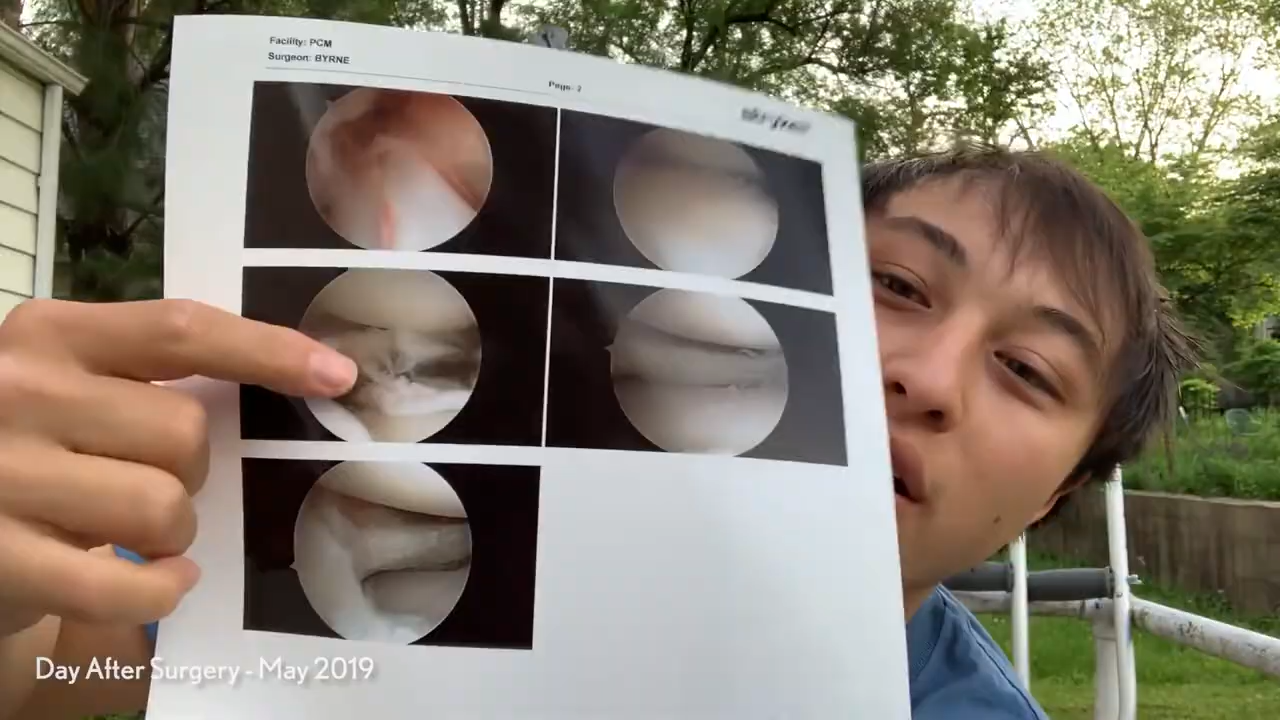 Facility: PCM
Surgeon: BYRNE
Page: 2
stryker
Day After Surgery - May 2019